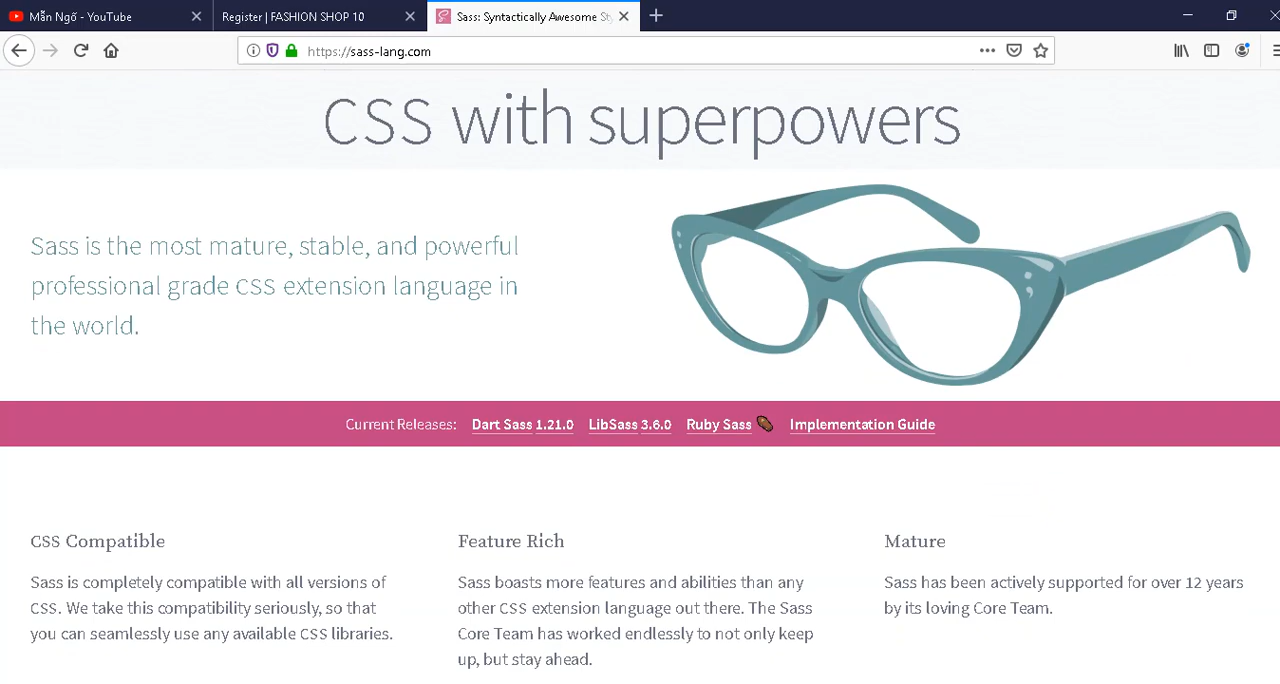 Mẫn Ngố - YouTube
Register | FASHION SHOP 10
Sass: Syntactically Awesome St
https://sass-lang.com
CSS with superpowers
Sass is the most mature, stable, and powerful
professional grade CSS extension language in
the world.
Current Releases: Dart Sass 1.21.0 LibSass 3.6.0 Ruby Sass Implementation Guide
CSS Compatible
Sass is completely compatible with all versions of
CSS. We take this compatibility seriously, so that
you can seamlessly use any available CSS libraries.
Feature Rich
Sass boasts more features and abilities than any
other CSS extension language out there. The Sass
Core Team has worked endlessly to not only keep
up, but stay ahead.
Mature
Sass has been actively supported for over 12 years
by its loving Core Team.